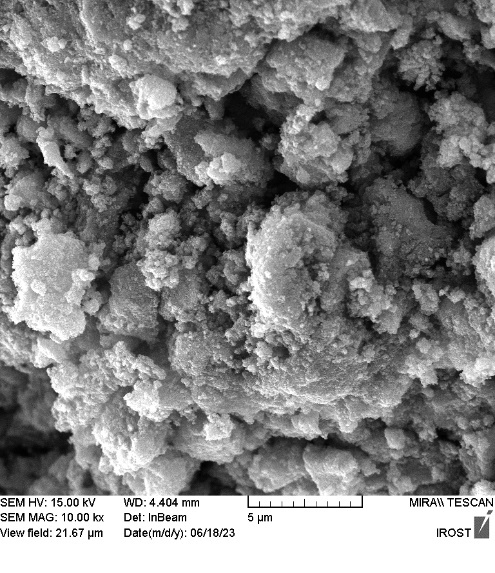 SEM HV: 15.00 kV WD: 4.404 mm MIRA\\ TESCAN
SEM MAG: 10.00 kx Det: InBeam 5 µm
View field: 21.67 µm Date(m/d/y): 06/18/23 IROST